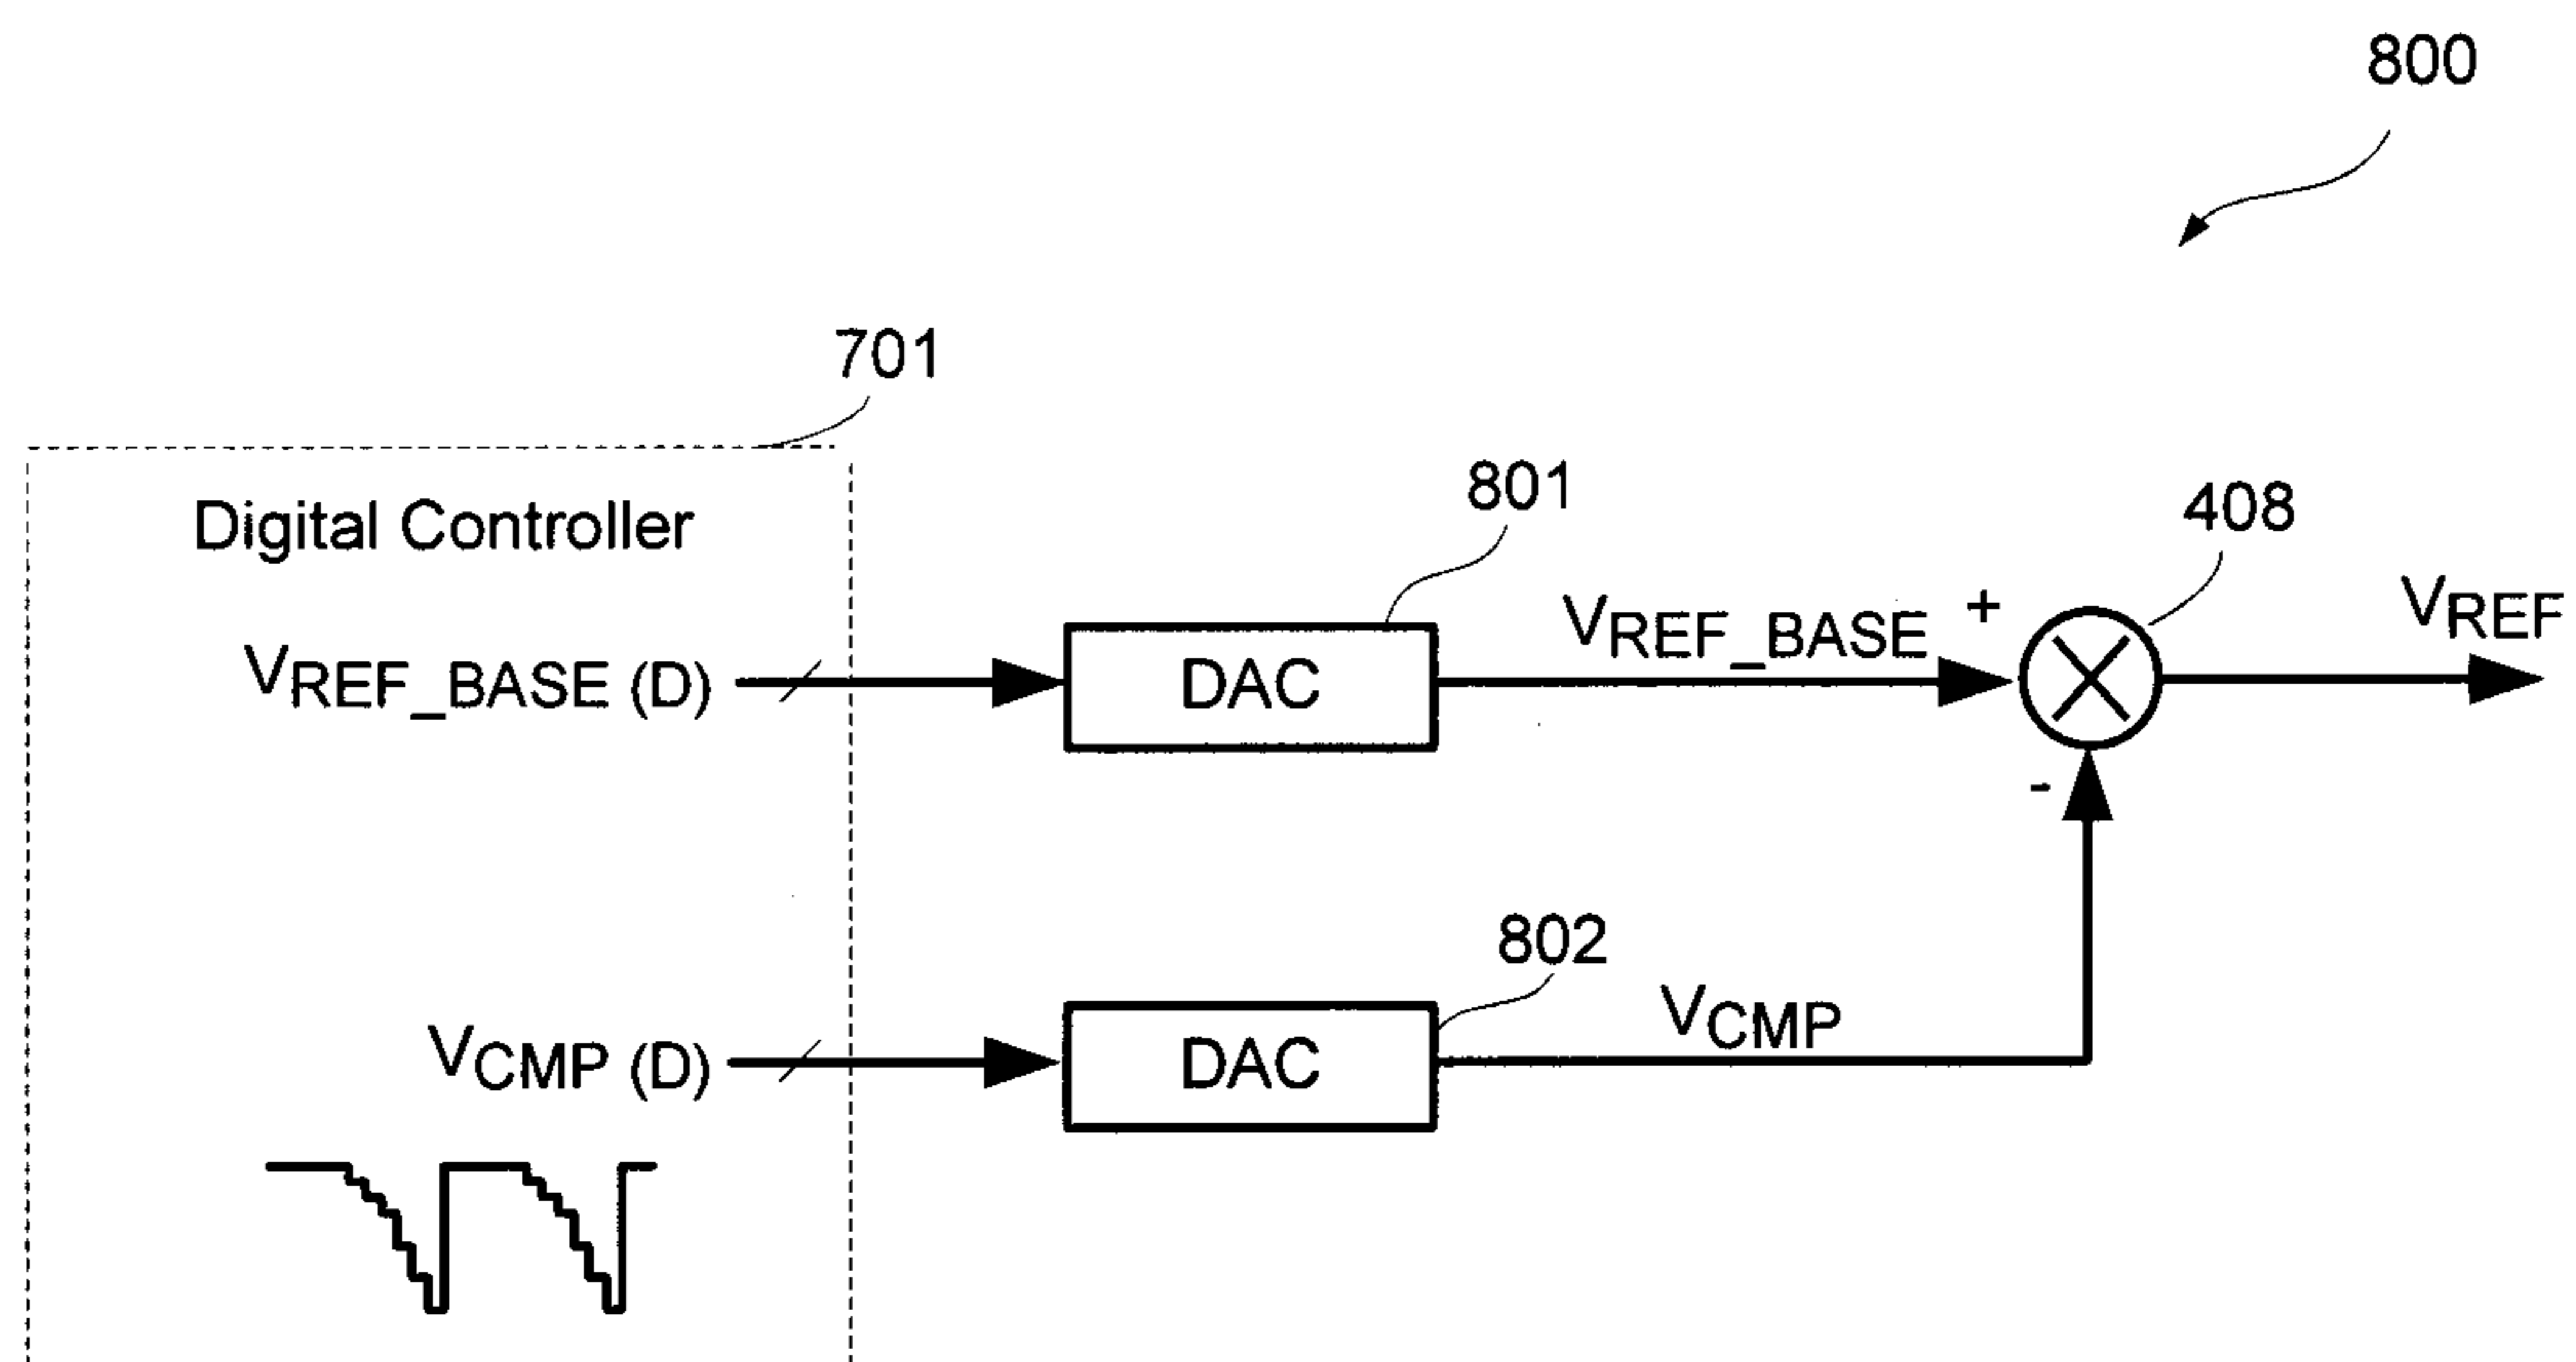 800
701
801
408
Digital Controller
VREF_BASE (D)
DAC
VREF_BASE
+
VREF
-
802
VCMP (D)
DAC
VCMP